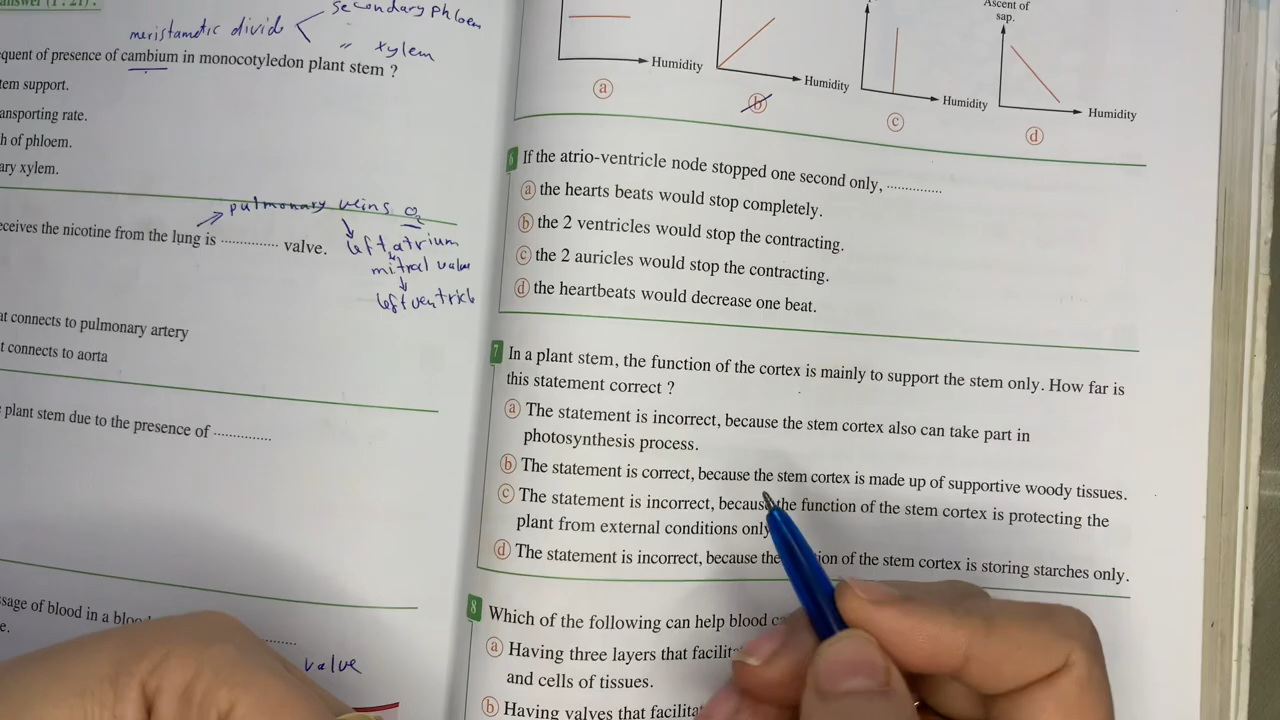 answer (1 : 21) :
secondary phloem
meristamatic divid
" xylem
equent of presence of cambium in monocotyledon plant stem ?
tem support.
ansporting rate.
h of phloem.
ary xylem.
pulmonary veins O2
eceives the nicotine from the lung is .............. valve.
left atrium
mitral valve
left ventricle
at connects to pulmonary artery
t connects to aorta
plant stem due to the presence of ..............
ssage of blood in a bloo
e.
valve
Humidity
a
Humidity
b
Humidity
c
Ascent of
sap.
Humidity
d
6 If the atrio-ventricle node stopped one second only, .............
a the hearts beats would stop completely.
b the 2 ventricles would stop the contracting.
c the 2 auricles would stop the contracting.
d the heartbeats would decrease one beat.
7 In a plant stem, the function of the cortex is mainly to support the stem only. How far is
this statement correct ?
a The statement is incorrect, because the stem cortex also can take part in
photosynthesis process.
b The statement is correct, because the stem cortex is made up of supportive woody tissues.
c The statement is incorrect, because the function of the stem cortex is protecting the
plant from external conditions only
d The statement is incorrect, because the ion of the stem cortex is storing starches only.
8 Which of the following can help blood c
a Having three layers that facilit
and cells of tissues.
b Having valves that facilita